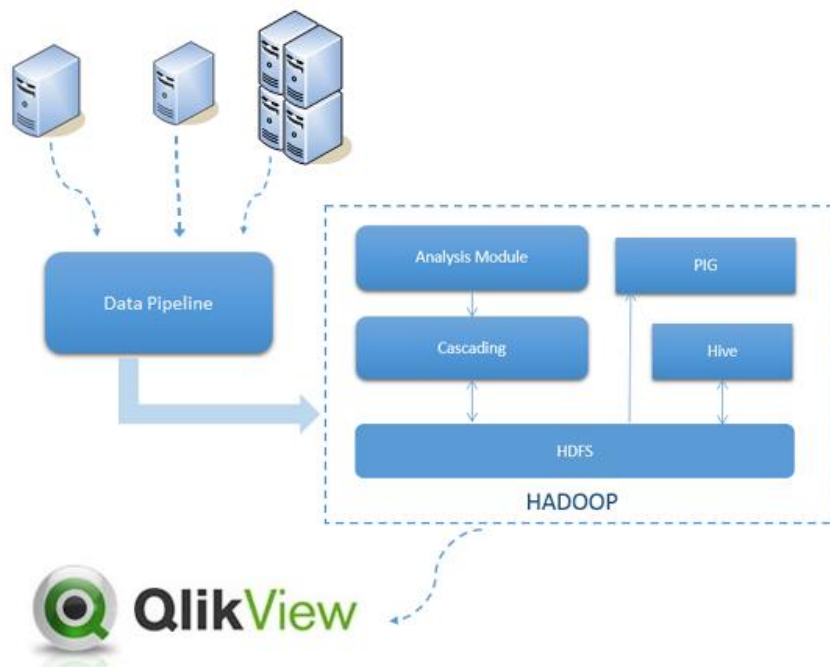 Data Pipeline
Analysis Module
PIG
Cascading
Hive
HDFS
HADOOP
QlikView